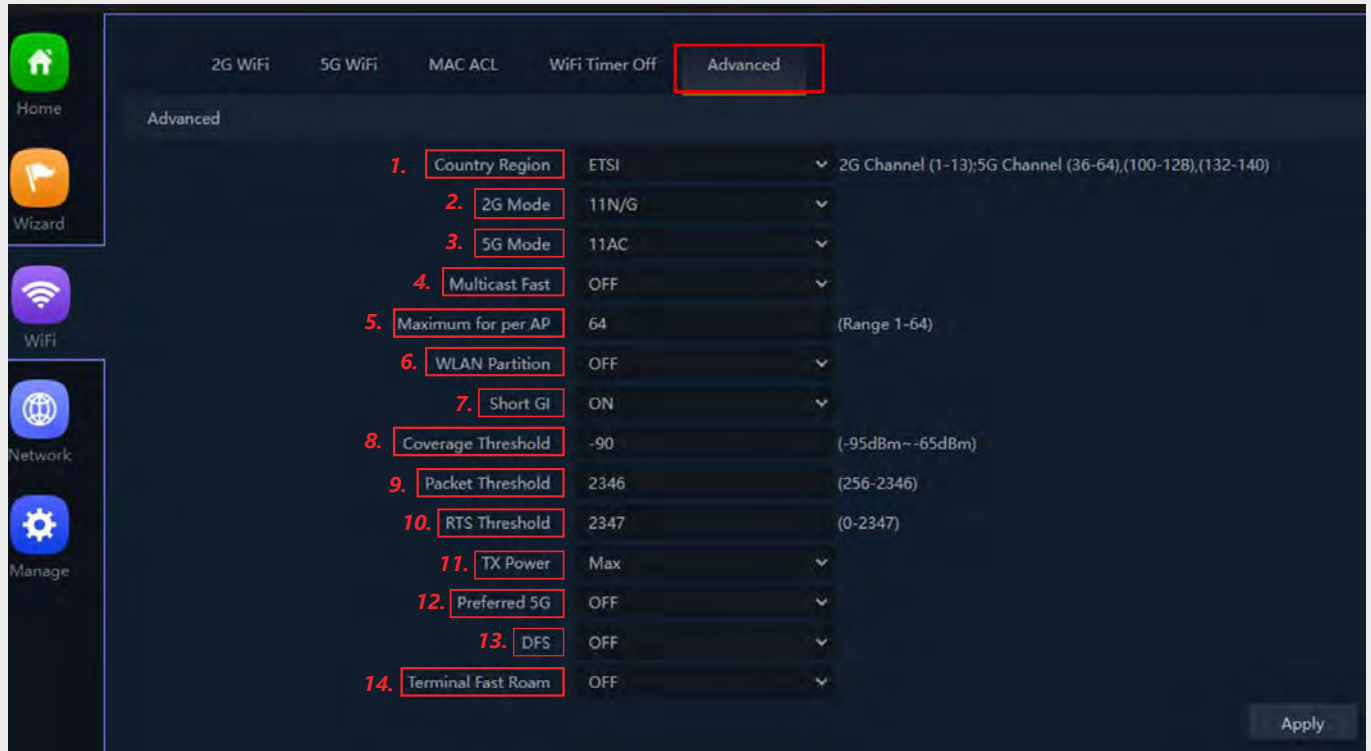 2G WiFi 5G WiFi MAC ACL WiFi Timer Off Advanced
Home
Advanced
1. Country Region ETSI 2G Channel (1-13);5G Channel (36-64),(100-128),(132-140)
2. 2G Mode 11N/G
Wizard
3. 5G Mode 11AC
4. Multicast Fast OFF
5. Maximum for per AP 64 (Range 1-64)
WiFi
6. WLAN Partition OFF
7. Short GI ON
8. Coverage Threshold -90 (-95dBm~-65dBm)
Network
9. Packet Threshold 2346 (256-2346)
10. RTS Threshold 2347 (0-2347)
11. TX Power Max
Manage
12. Preferred 5G OFF
13. DFS OFF
14. Terminal Fast Roam OFF
Apply